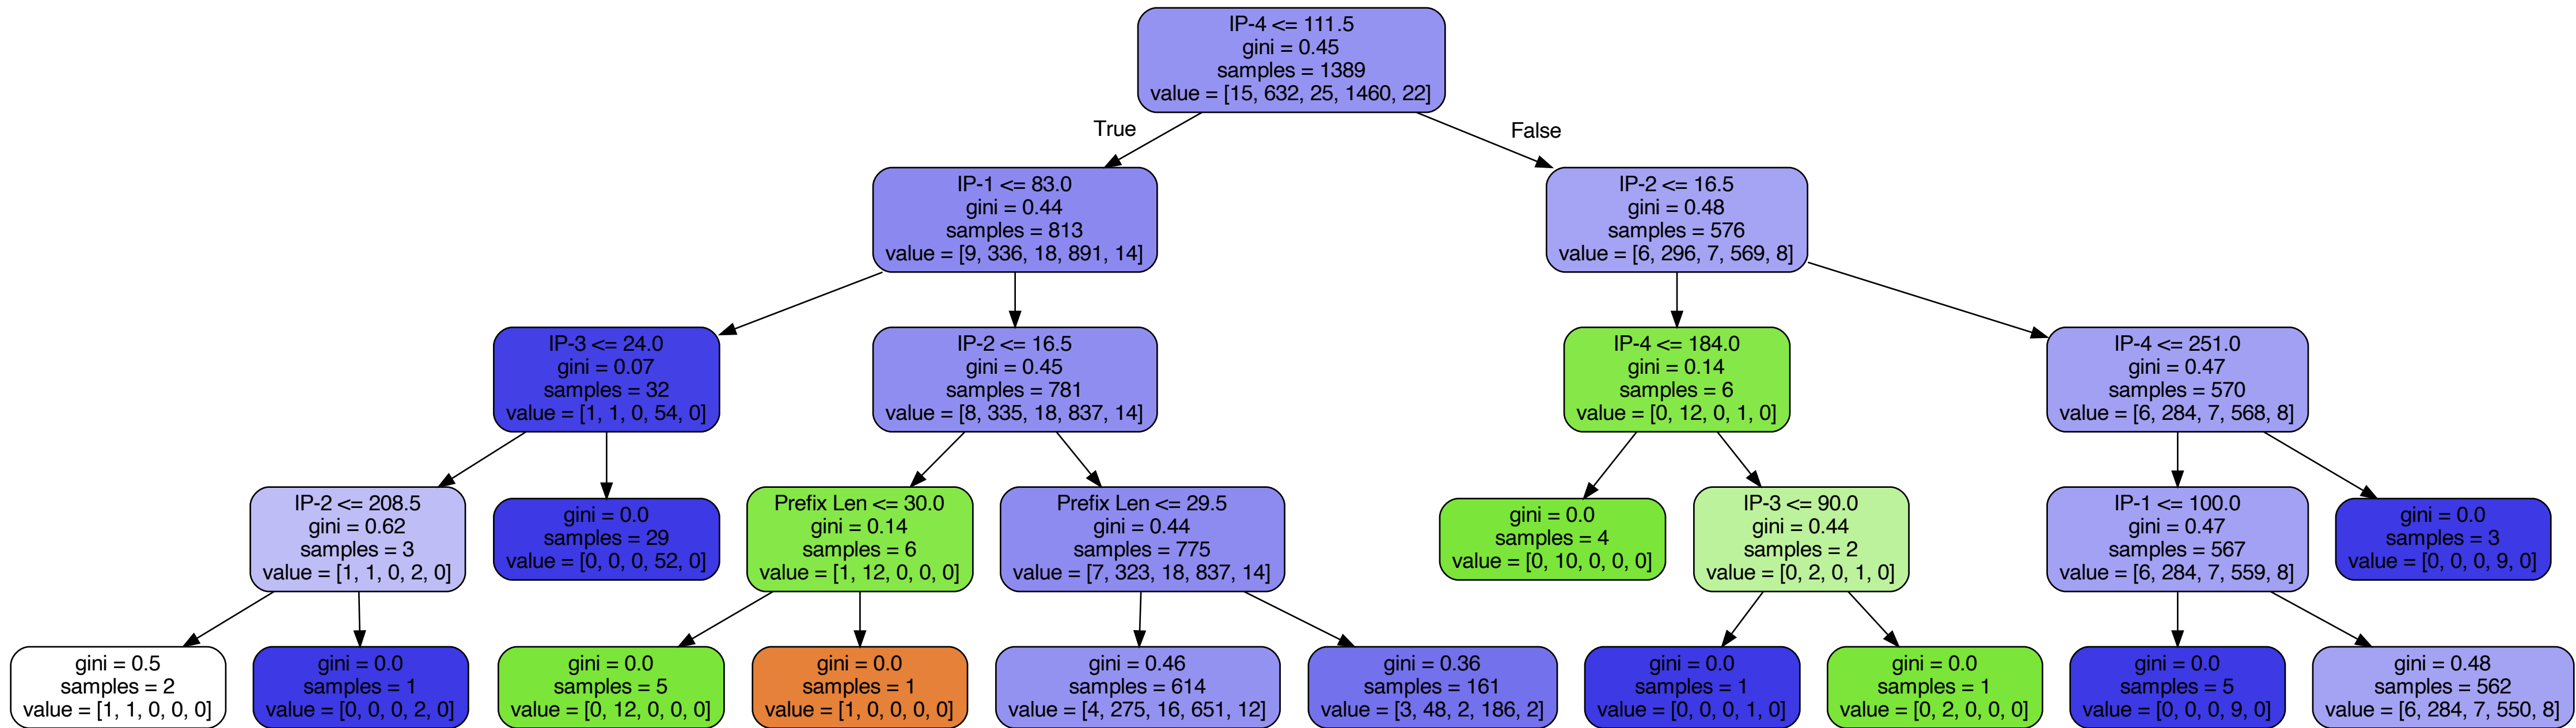 IP-4 <= 111.5
gini = 0.45
samples = 1389
value = [15, 632, 25, 1460, 22]
True
False
IP-1 <= 83.0
gini = 0.44
samples = 813
value = [9, 336, 18, 891, 14]
IP-2 <= 16.5
gini = 0.48
samples = 576
value = [6, 296, 7, 569, 8]
IP-3 <= 24.0
gini = 0.07
samples = 32
value = [1, 1, 0, 54, 0]
IP-2 <= 16.5
gini = 0.45
samples = 781
value = [8, 335, 18, 837, 14]
IP-4 <= 184.0
gini = 0.14
samples = 6
value = [0, 12, 0, 1, 0]
IP-4 <= 251.0
gini = 0.47
samples = 570
value = [6, 284, 7, 568, 8]
IP-2 <= 208.5
gini = 0.62
samples = 3
value = [1, 1, 0, 2, 0]
gini = 0.0
samples = 29
value = [0, 0, 0, 52, 0]
Prefix Len <= 30.0
gini = 0.14
samples = 6
value = [1, 12, 0, 0, 0]
Prefix Len <= 29.5
gini = 0.44
samples = 775
value = [7, 323, 18, 837, 14]
gini = 0.0
samples = 4
value = [0, 10, 0, 0, 0]
IP-3 <= 90.0
gini = 0.44
samples = 2
value = [0, 2, 0, 1, 0]
IP-1 <= 100.0
gini = 0.47
samples = 567
value = [6, 284, 7, 559, 8]
gini = 0.0
samples = 3
value = [0, 0, 0, 9, 0]
gini = 0.5
samples = 2
value = [1, 1, 0, 0, 0]
gini = 0.0
samples = 1
value = [0, 0, 0, 2, 0]
gini = 0.0
samples = 5
value = [0, 12, 0, 0, 0]
gini = 0.0
samples = 1
value = [1, 0, 0, 0, 0]
gini = 0.46
samples = 614
value = [4, 275, 16, 651, 12]
gini = 0.36
samples = 161
value = [3, 48, 2, 186, 2]
gini = 0.0
samples = 1
value = [0, 0, 0, 1, 0]
gini = 0.0
samples = 1
value = [0, 2, 0, 0, 0]
gini = 0.0
samples = 5
value = [0, 0, 0, 9, 0]
gini = 0.48
samples = 562
value = [6, 284, 7, 550, 8]